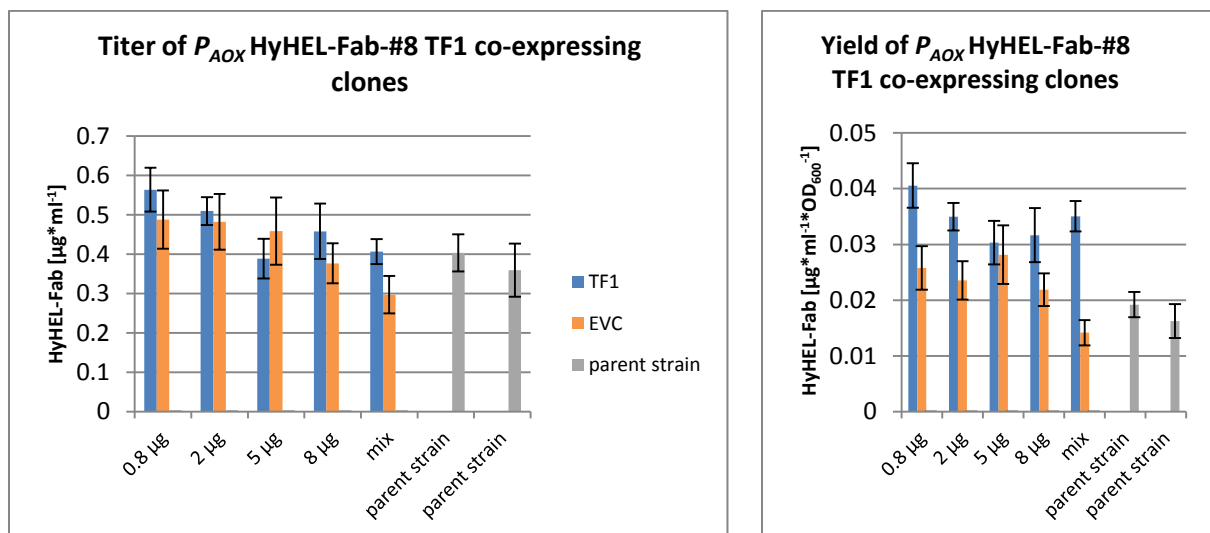 Titer of P_AOX HyHEL-Fab-#8 TF1 co-expressing
clones
HyHEL-Fab [µg*ml⁻¹]
0.7
0.6
0.5
0.4
0.3
0.2
0.1
0
0.8 µg
2 µg
5 µg
8 µg
mix
parent strain
parent strain
TF1
EVC
parent strain
Yield of P_AOX HyHEL-Fab-#8
TF1 co-expressing clones
HyHEL-Fab [µg*ml⁻¹*OD₆₀₀⁻¹]
0.05
0.04
0.03
0.02
0.01
0
0.8 µg
2 µg
5 µg
8 µg
mix
parent strain
parent strain